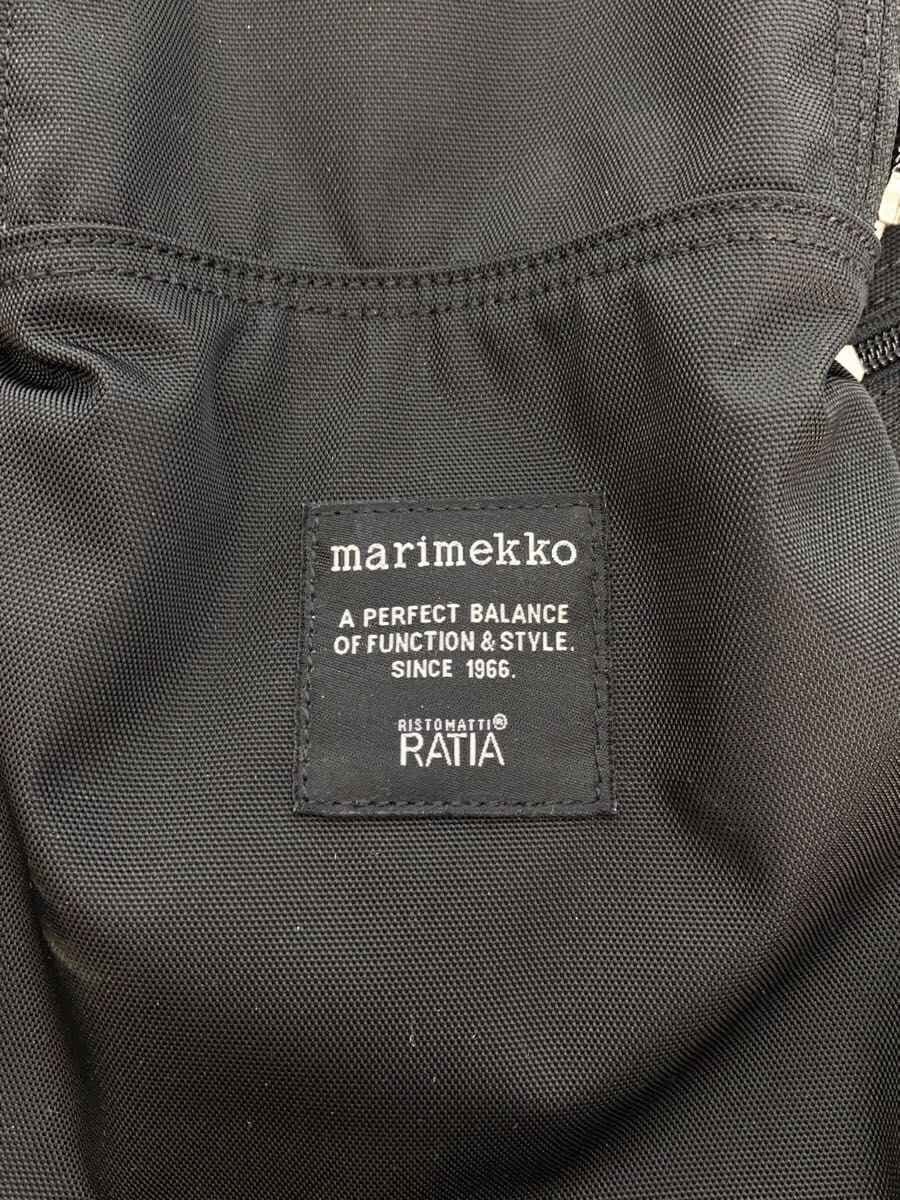 marimekko
A PERFECT BALANCE
OF FUNCTION & STYLE.
SINCE 1966.
RISTOMATTI®
RATIA